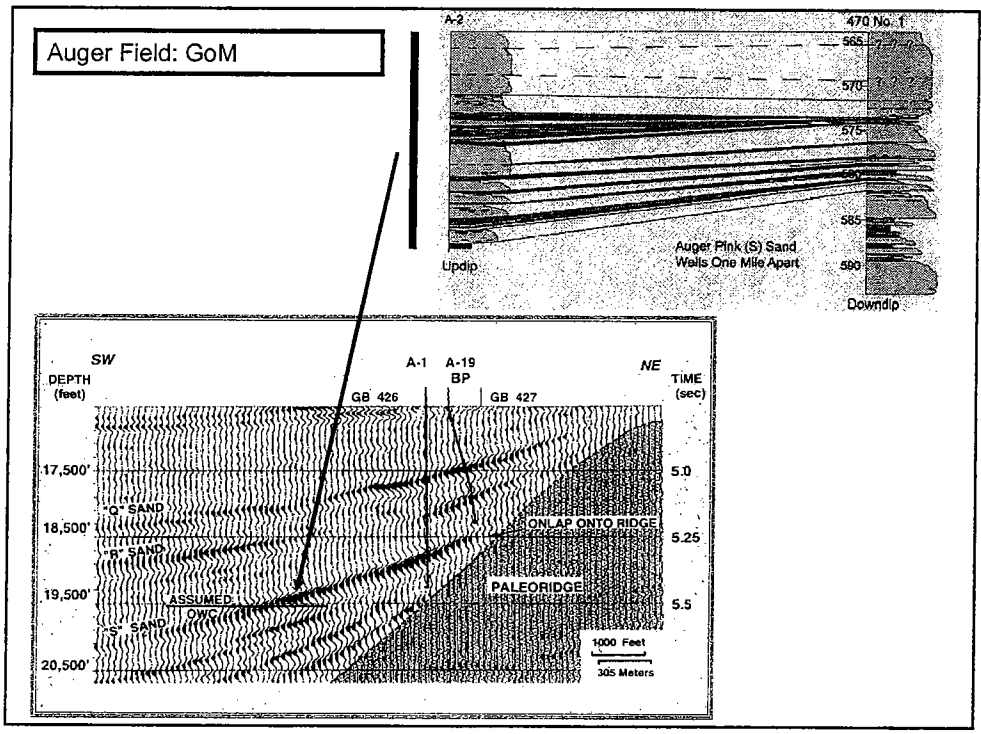 Auger Field: GoM
A-2
470 No. 1
565
? ? ? ?
570
? ? ? ?
575
580
585
590
Auger Pink (S) Sand
Wells One Mile Apart
Updip
Downdip
SW
A-1 A-19
BP
NE
DEPTH
(feet)
GB 426
GB 427
TIME
(sec)
17,500'
5.0
"Q" SAND
18,500'
ONLAP ONTO RIDGE
5.25
"R" SAND
PALEORIDGE
19,500'
ASSUMED
OWC
5.5
"S" SAND
1000 Feet
305 Meters
20,500'